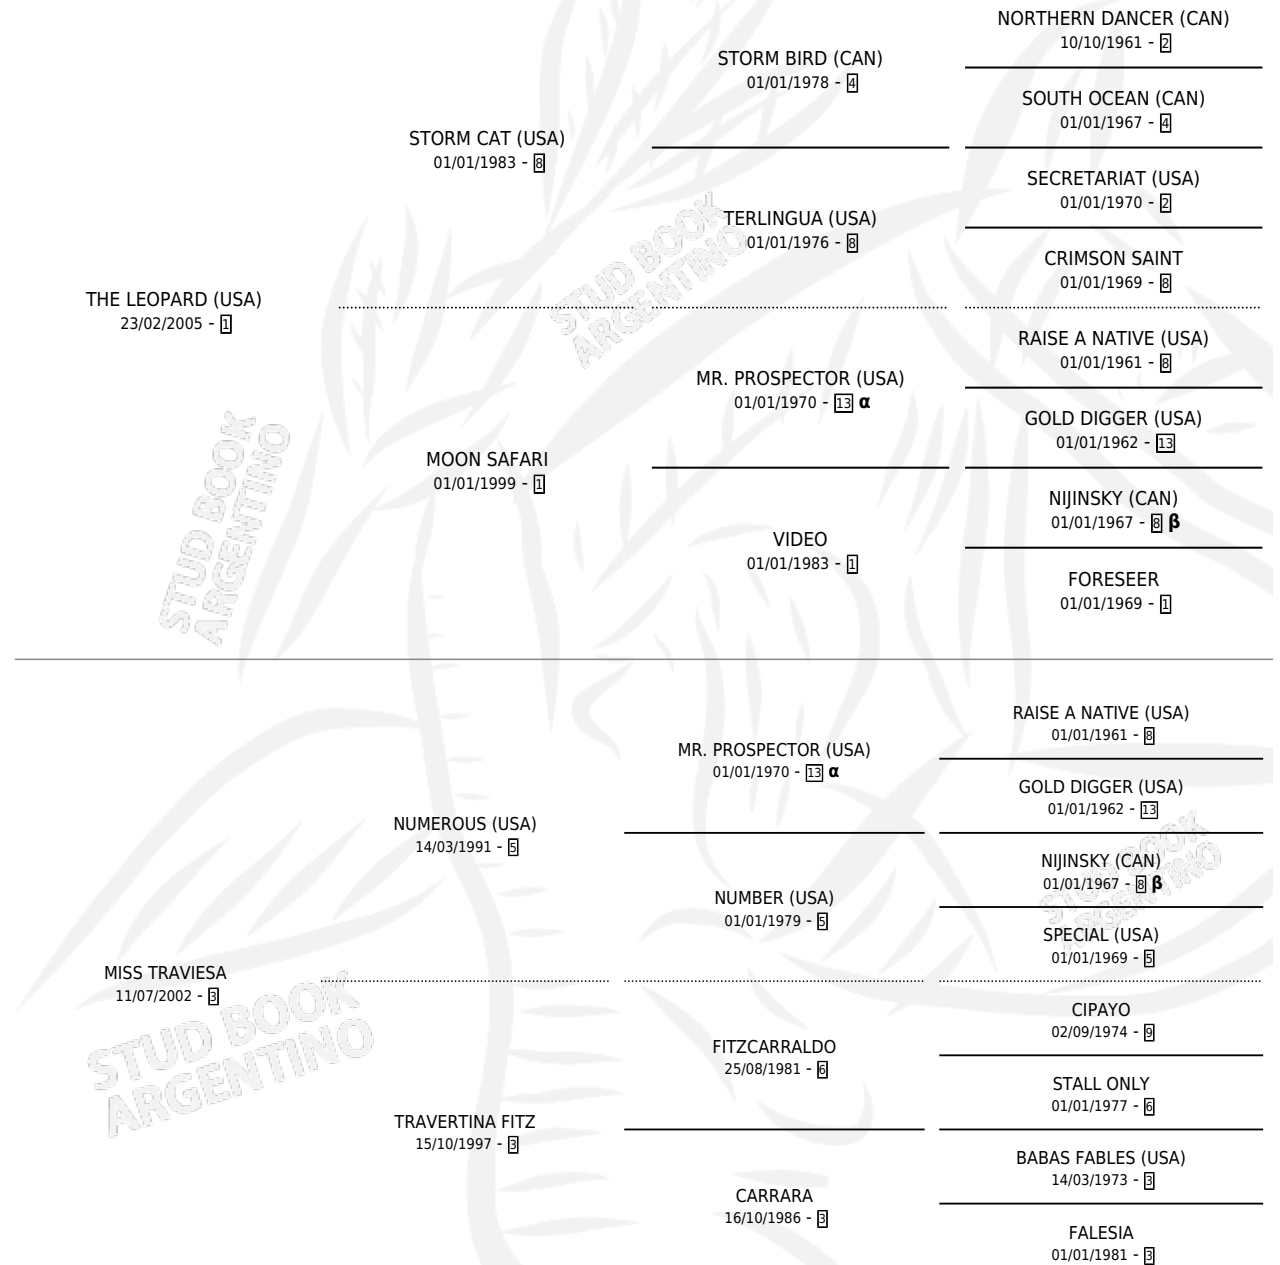 NORTHERN DANCER (CAN)
10/10/1961 - 2
STORM BIRD (CAN)
01/01/1978 - 4
SOUTH OCEAN (CAN)
01/01/1967 - 4
STORM CAT (USA)
01/01/1983 - 8
SECRETARIAT (USA)
01/01/1970 - 2
TERLINGUA (USA)
01/01/1976 - 8
CRIMSON SAINT
01/01/1969 - 8
THE LEOPARD (USA)
23/02/2005 - 1
RAISE A NATIVE (USA)
01/01/1961 - 8
MR. PROSPECTOR (USA)
01/01/1970 - 13 α
GOLD DIGGER (USA)
01/01/1962 - 13
MOON SAFARI
01/01/1999 - 1
NIJINSKY (CAN)
01/01/1967 - 8 β
VIDEO
01/01/1983 - 1
FORESEER
01/01/1969 - 1
RAISE A NATIVE (USA)
01/01/1961 - 8
MR. PROSPECTOR (USA)
01/01/1970 - 13 α
GOLD DIGGER (USA)
01/01/1962 - 13
NUMEROUS (USA)
14/03/1991 - 5
NIJINSKY (CAN)
01/01/1967 - 8 β
NUMBER (USA)
01/01/1979 - 5
SPECIAL (USA)
01/01/1969 - 5
MISS TRAVIESA
11/07/2002 - 3
CIPAYO
02/09/1974 - 9
FITZCARRALDO
25/08/1981 - 6
STALL ONLY
01/01/1977 - 6
TRAVERTINA FITZ
15/10/1997 - 3
BABAS FABLES (USA)
14/03/1973 - 3
CARRARA
16/10/1986 - 3
FALESIA
01/01/1981 - 3
STUD BOOK
ARGENTINO
STUD BOOK
ARGENTINO
STUD BOOK
ARGENTINO
STUD BOOK
ARGENTINO